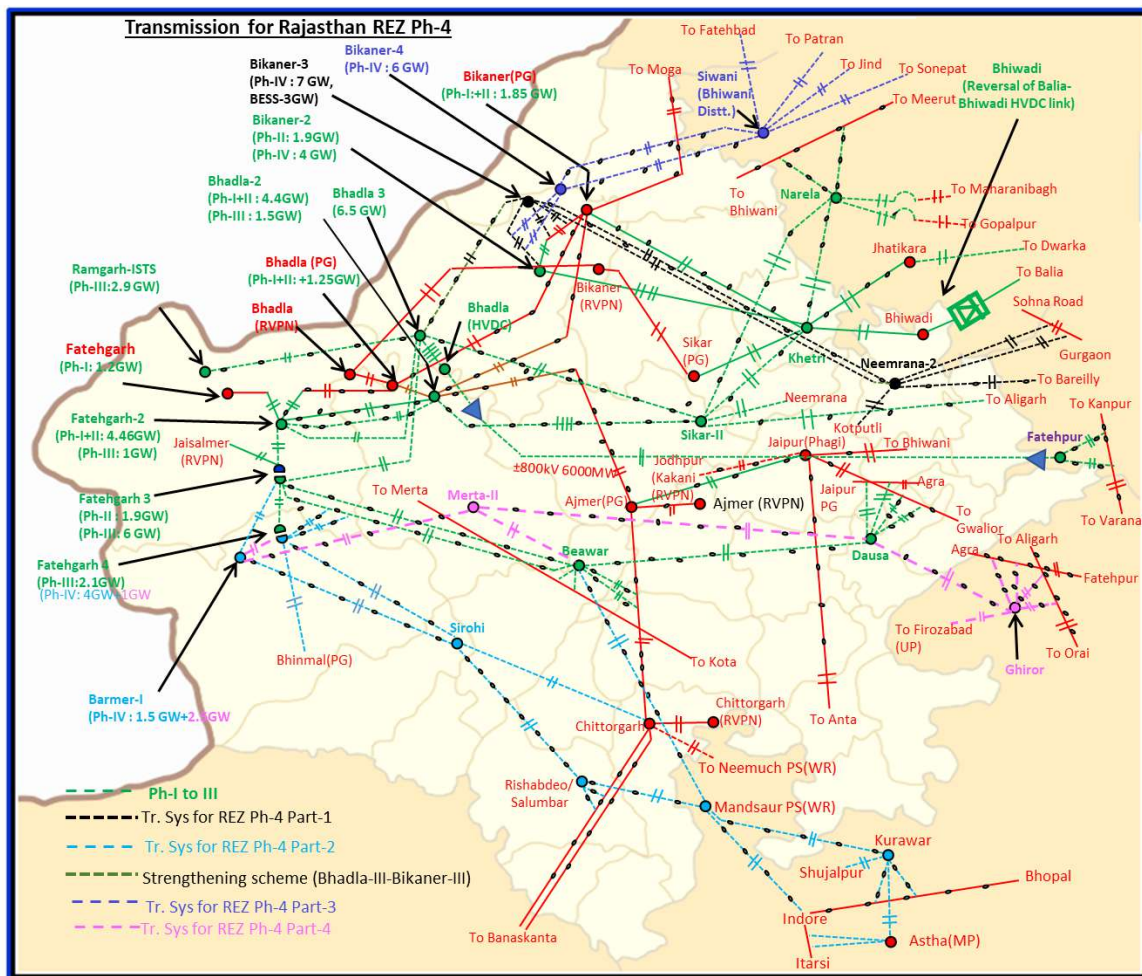 Transmission for Rajasthan REZ Ph-4
Bikaner-3
(Ph-IV : 7 GW,
BESS-3GW)
Bikaner-4
(Ph-IV : 6 GW)
Bikaner(PG)
(Ph-I:+II : 1.85 GW)
Bikaner-2
(Ph-II: 1.9GW)
(Ph-IV : 4 GW)
Bhadla-2
(Ph-I+II : 4.4GW)
(Ph-III : 1.5GW)
Bhadla 3
(6.5 GW)
Ramgarh-ISTS
(Ph-III:2.9 GW)
Bhadla (PG)
(Ph-I+II: +1.25GW)
Bhadla
(RVPN)
Bhadla
(HVDC)
Fatehgarh
(Ph-I: 1.2GW)
Fatehgarh-2
(Ph-I+II: 4.46GW)
(Ph-III: 1GW)
Jaisalmer
(RVPN)
Fatehgarh 3
(Ph-II : 1.9GW)
(Ph-III: 6 GW)
Fatehgarh 4
(Ph-III:2.1GW)
(Ph-IV: 4GW+1GW
Barmer-I
(Ph-IV : 1.5 GW+2.5GW
To Fatehbad
To Patran
To Jind
To Sonepat
To Moga
Siwani
(Bhiwani
Distt.)
To Meerut
Bhiwadi
(Reversal of Balia-
Bhiwadi HVDC link)
To
Bhiwani
Narela
To Maharanibagh
To Gopalpur
Jhatikara
To Dwarka
To Balia
Bikaner
(RVPN)
Bhiwadi
Sohna Road
Sikar
(PG)
Khetri
Neemrana-2
Gurgaon
To Bareilly
Neemrana
To Aligarh
To Kanpur
Sikar-II
Kotputli
Jaipur(Phagi)
To Bhiwani
Fatehpur
±800kV 6000MW
Jodhpur
(Kakani)
(RVPN)
Jaipur
PG
Agra
To Merta
Merta-II
Ajmer(PG)
Ajmer (RVPN)
To
Gwalior
To Varanasi
Beawar
Dausa
Agra
To Aligarh
Fatehpur
To Firozabad
(UP)
To Orai
Ghiror
Sirohi
Bhinmal(PG)
To Kota
To Anta
Chittorgarh
Chittorgarh
(RVPN)
To Neemuch PS(WR)
Rishabdeo/
Salumbar
Mandsaur PS(WR)
Kurawar
Shujalpur
Bhopal
Indore
To Banaskanta
Astha(MP)
Itarsi
Ph-I to III
Tr. Sys for REZ Ph-4 Part-1
Tr. Sys for REZ Ph-4 Part-2
Strengthening scheme (Bhadla-III-Bikaner-III)
Tr. Sys for REZ Ph-4 Part-3
Tr. Sys for REZ Ph-4 Part-4